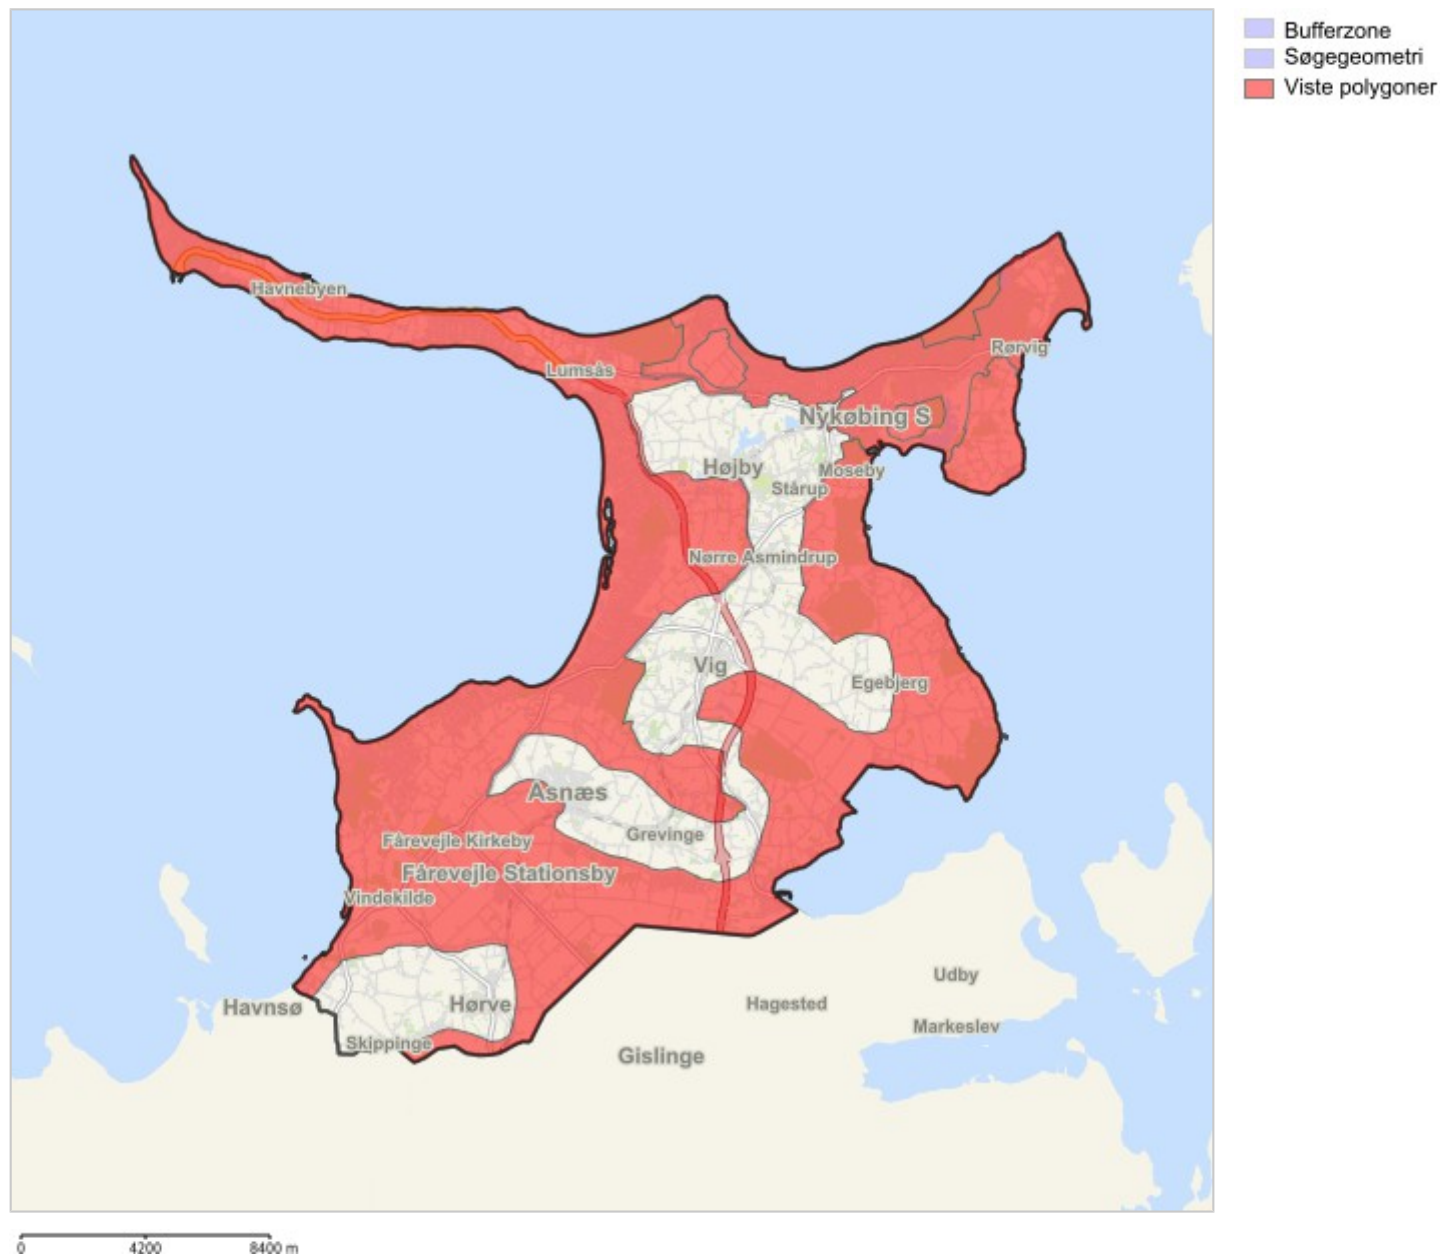 Bufferzone
Søgegeometri
Viste polygoner
Havnebyen
Rørvig
Lumsås
Nykøbing S
Højby
Moseby
Stårup
Nørre Asmindrup
Vig
Egebjerg
Asnæs
Grevinge
Fårevejle Kirkeby
Fårevejle Stationsby
Vindekilde
Udby
Havnsø
Hørve
Hagested
Markeslev
Skippinge
Gislinge
0 4200 8400 m